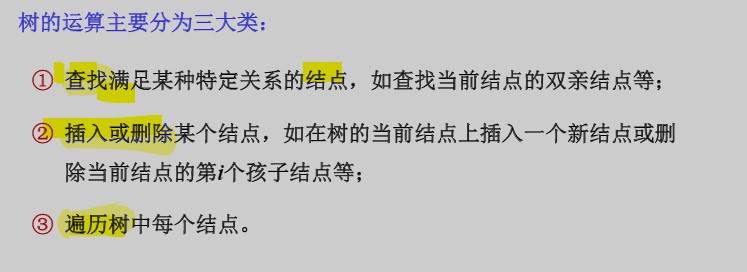 树的运算主要分为三大类：
① 查找满足某种特定关系的结点，如查找当前结点的双亲结点等；
② 插入或删除某个结点，如在树的当前结点上插入一个新结点或删
除当前结点的第i个孩子结点等；
③ 遍历树中每个结点。